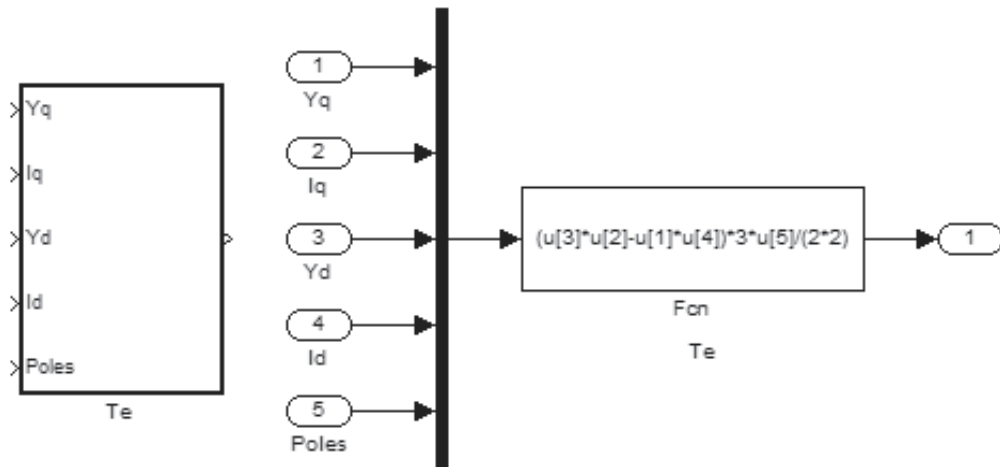 Yq
Iq
Yd
Id
Poles
Te
1
Yq
2
Iq
3
Yd
4
Id
5
Poles
(u[3]*u[2]-u[1]*u[4])*3*u[5]/(2*2)
Fcn
Te
1